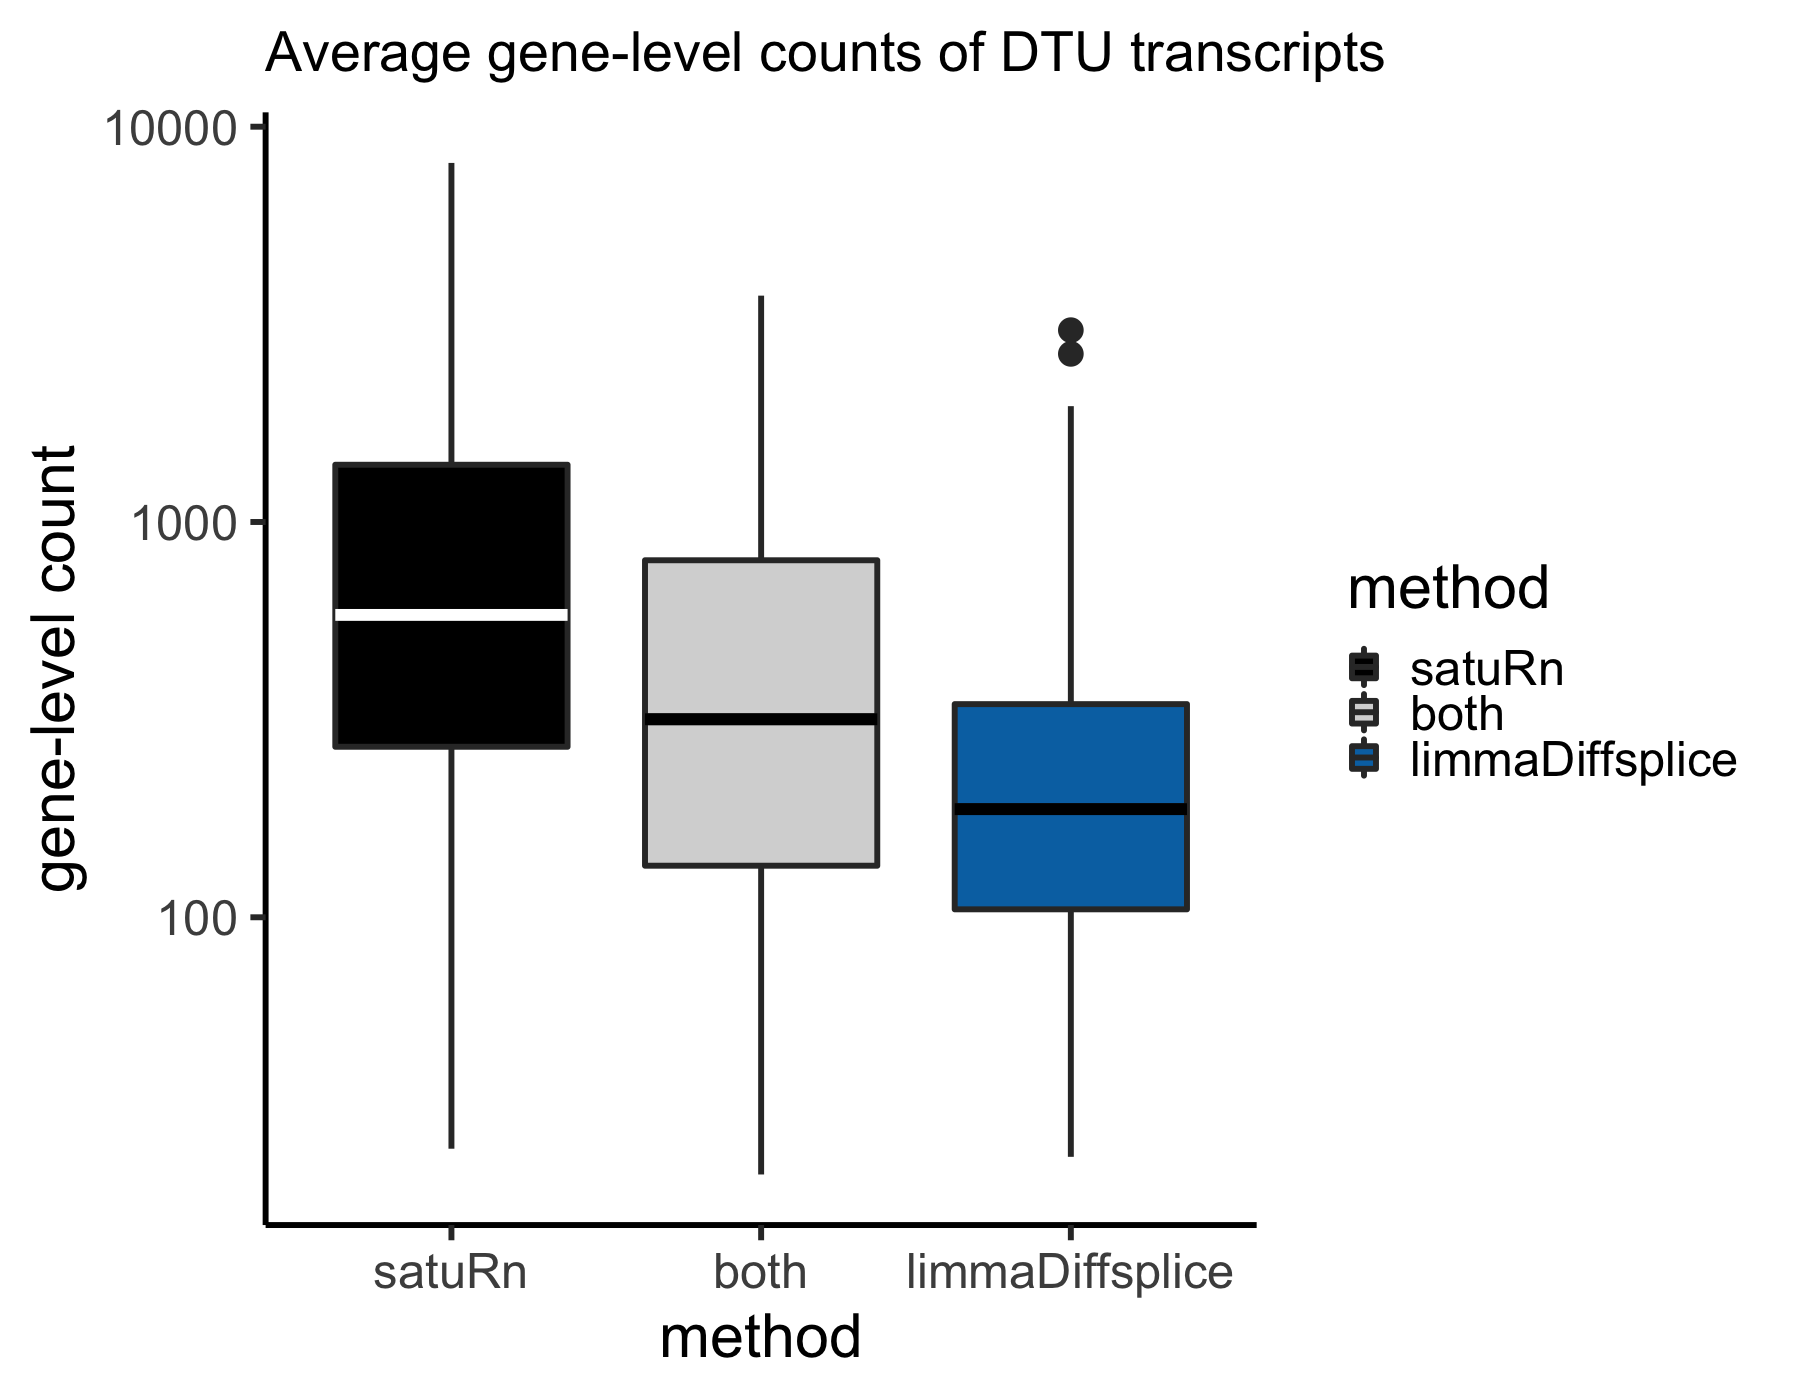 Average gene-level counts of DTU transcripts
10000
1000
100
gene-level count
satuRn
both
limmaDiffsplice
method
method
satuRn
both
limmaDiffsplice